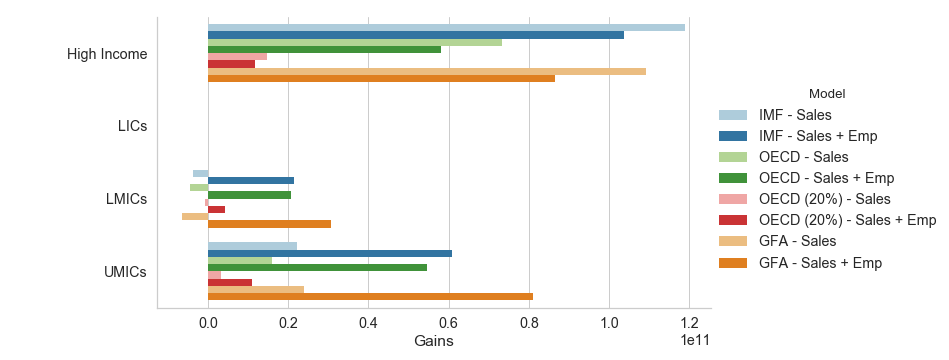 High Income
LICs
LMICs
UMICs
0.0 0.2 0.4 0.6 0.8 1.0 1.2
1e11
Gains
Model
IMF - Sales
IMF - Sales + Emp
OECD - Sales
OECD - Sales + Emp
OECD (20%) - Sales
OECD (20%) - Sales + Emp
GFA - Sales
GFA - Sales + Emp